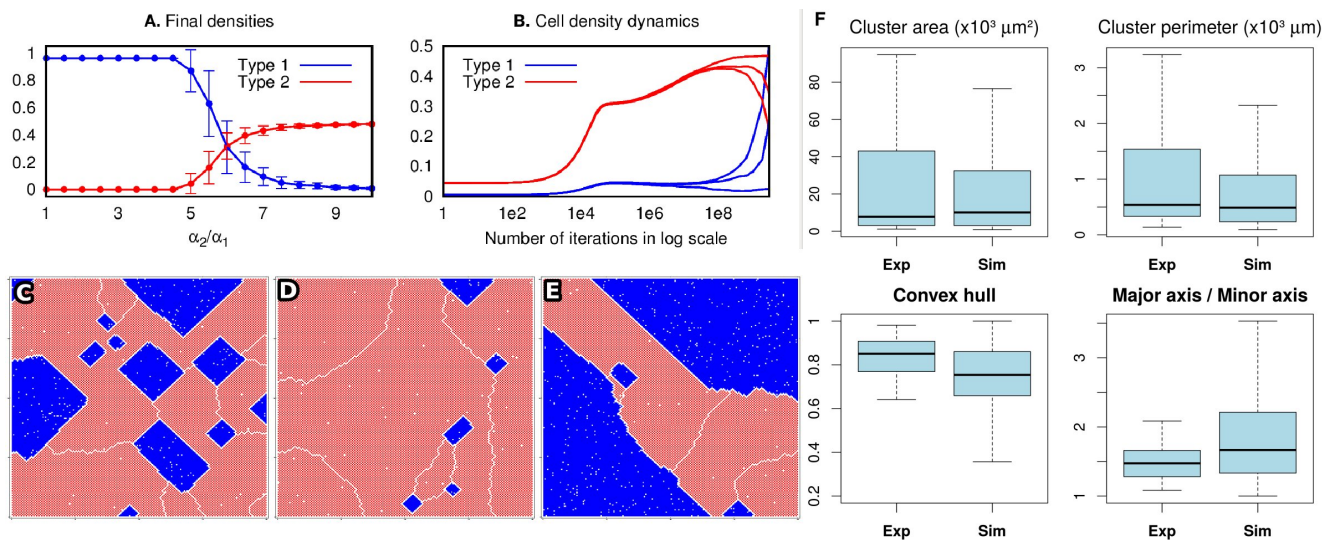 A. Final densities
1
0.8
0.6
0.4
0.2
0
Type 1
Type 2
1 3 5 7 9
α₂/α₁
B. Cell density dynamics
0.5
0.4
0.3
0.2
0.1
0
Type 1
Type 2
1 1e2 1e4 1e6 1e8
Number of iterations in log scale
C
D
E
F
Cluster area (x10³ μm²)
80
60
40
20
0
Exp Sim
Cluster perimeter (x10³ μm)
3
2
1
0
Exp Sim
Convex hull
1
0.8
0.6
0.4
0.2
Exp Sim
Major axis / Minor axis
3
2
1
Exp Sim